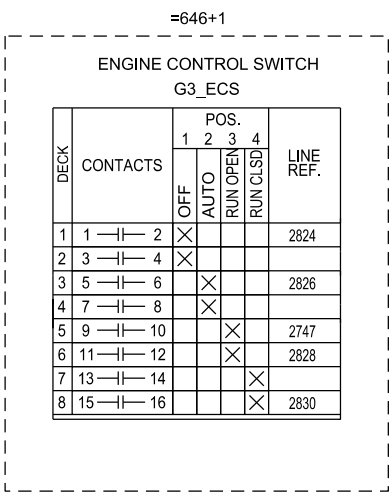 =646+1
ENGINE CONTROL SWITCH
G3_ECS
POS.
1 2 3 4
DECK CONTACTS OFF AUTO RUN OPEN RUN CLSD LINE REF.
1 1 2 X 2824
2 3 4 X
3 5 6 X 2826
4 7 8 X
5 9 10 X 2747
6 11 12 X 2828
7 13 14 X
8 15 16 X 2830